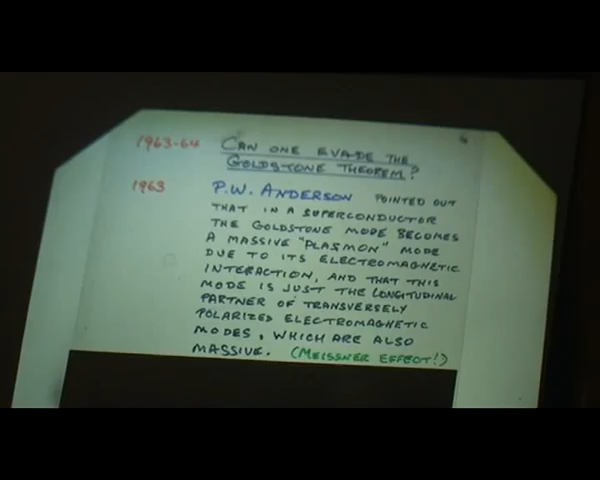 1963-64 CAN ONE EVADE THE
GOLDSTONE THEOREM?
1963 P.W. ANDERSON POINTED OUT
THAT IN A SUPERCONDUCTOR
THE GOLDSTONE MODE BECOMES
A MASSIVE "PLASMON" MODE
DUE TO ITS ELECTROMAGNETIC
INTERACTION, AND THAT THIS
MODE IS JUST THE LONGITUDINAL
PARTNER OF TRANSVERSELY
POLARIZED ELECTROMAGNETIC
MODES, WHICH ARE ALSO
MASSIVE. (MEISSNER EFFECT!)